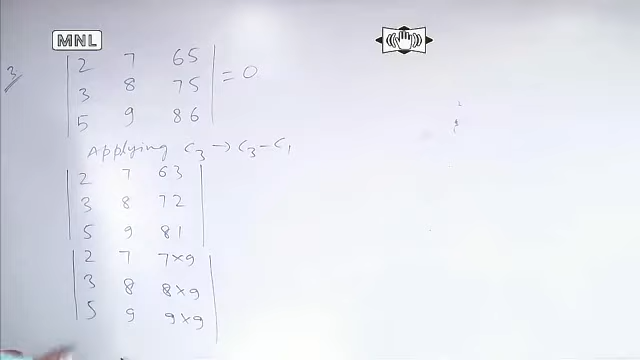 MNL
3
2 7 65
3 8 75 = 0
5 9 86
Applying C₃ → C₃ - C₁
2 7 63
3 8 72
5 9 81
2 7 7×9
3 8 8×9
5 9 9×9